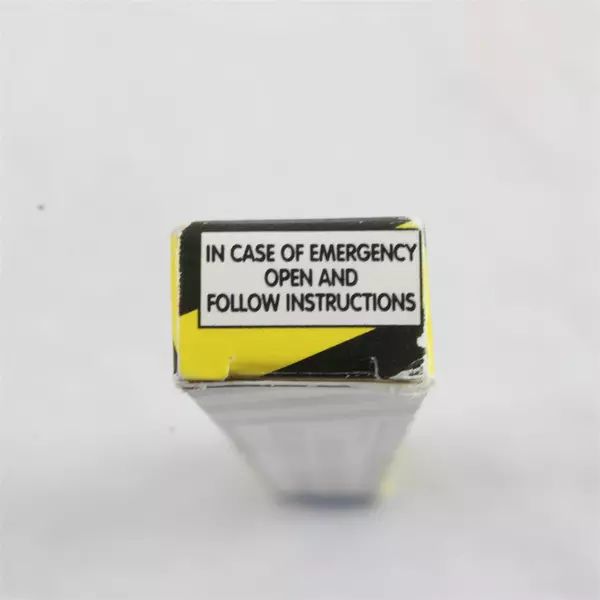 IN CASE OF EMERGENCY
OPEN AND
FOLLOW INSTRUCTIONS